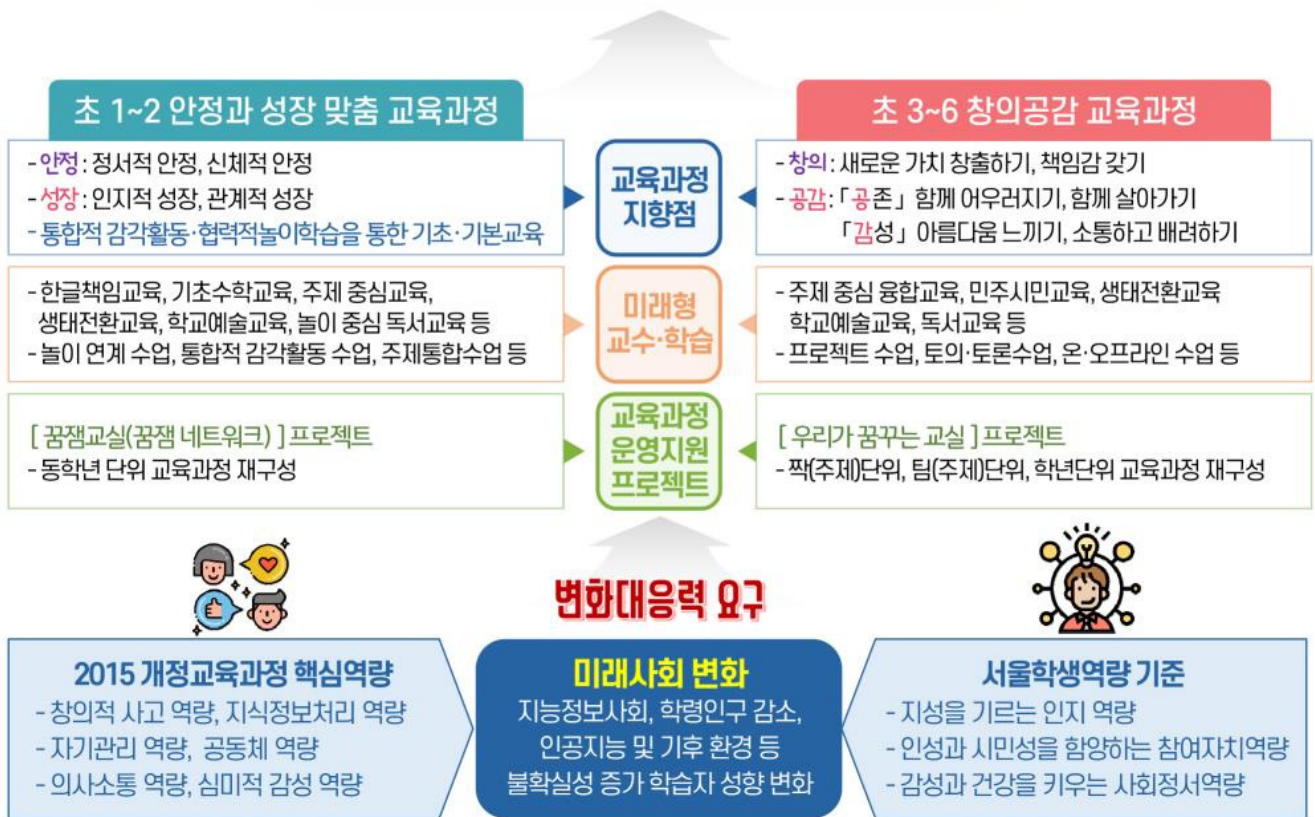 초 1~2 안정과 성장 맞춤 교육과정
- 안정 : 정서적 안정, 신체적 안정
- 성장 : 인지적 성장, 관계적 성장
- 통합적 감각활동·협력적놀이학습을 통한 기초·기본교육
교육과정
지향점
초 3~6 창의공감 교육과정
- 창의 : 새로운 가치 창출하기, 책임감 갖기
- 공감 : 「공존」 함께 어우러지기, 함께 살아가기
「감성」 아름다움 느끼기, 소통하고 배려하기
- 한글책임교육, 기초수학교육, 주제 중심교육,
생태전환교육, 학교예술교육, 놀이 중심 독서교육 등
- 놀이 연계 수업, 통합적 감각활동 수업, 주제통합수업 등
미래형
교수·학습
- 주제 중심 융합교육, 민주시민교육, 생태전환교육
학교예술교육, 독서교육 등
- 프로젝트 수업, 토의·토론수업, 온·오프라인 수업 등
[ 꿈잼교실(꿈잼 네트워크) ] 프로젝트
- 동학년 단위 교육과정 재구성
교육과정
운영지원
프로젝트
[ 우리가 꿈꾸는 교실 ] 프로젝트
- 짝(주제)단위, 팀(주제)단위, 학년단위 교육과정 재구성
변화대응력 요구
2015 개정교육과정 핵심역량
- 창의적 사고 역량, 지식정보처리 역량
- 자기관리 역량, 공동체 역량
- 의사소통 역량, 심미적 감성 역량
미래사회 변화
지능정보사회, 학령인구 감소,
인공지능 및 기후 환경 등
불확실성 증가 학습자 성향 변화
서울학생역량 기준
- 지성을 기르는 인지 역량
- 인성과 시민성을 함양하는 참여자치역량
- 감성과 건강을 키우는 사회정서역량